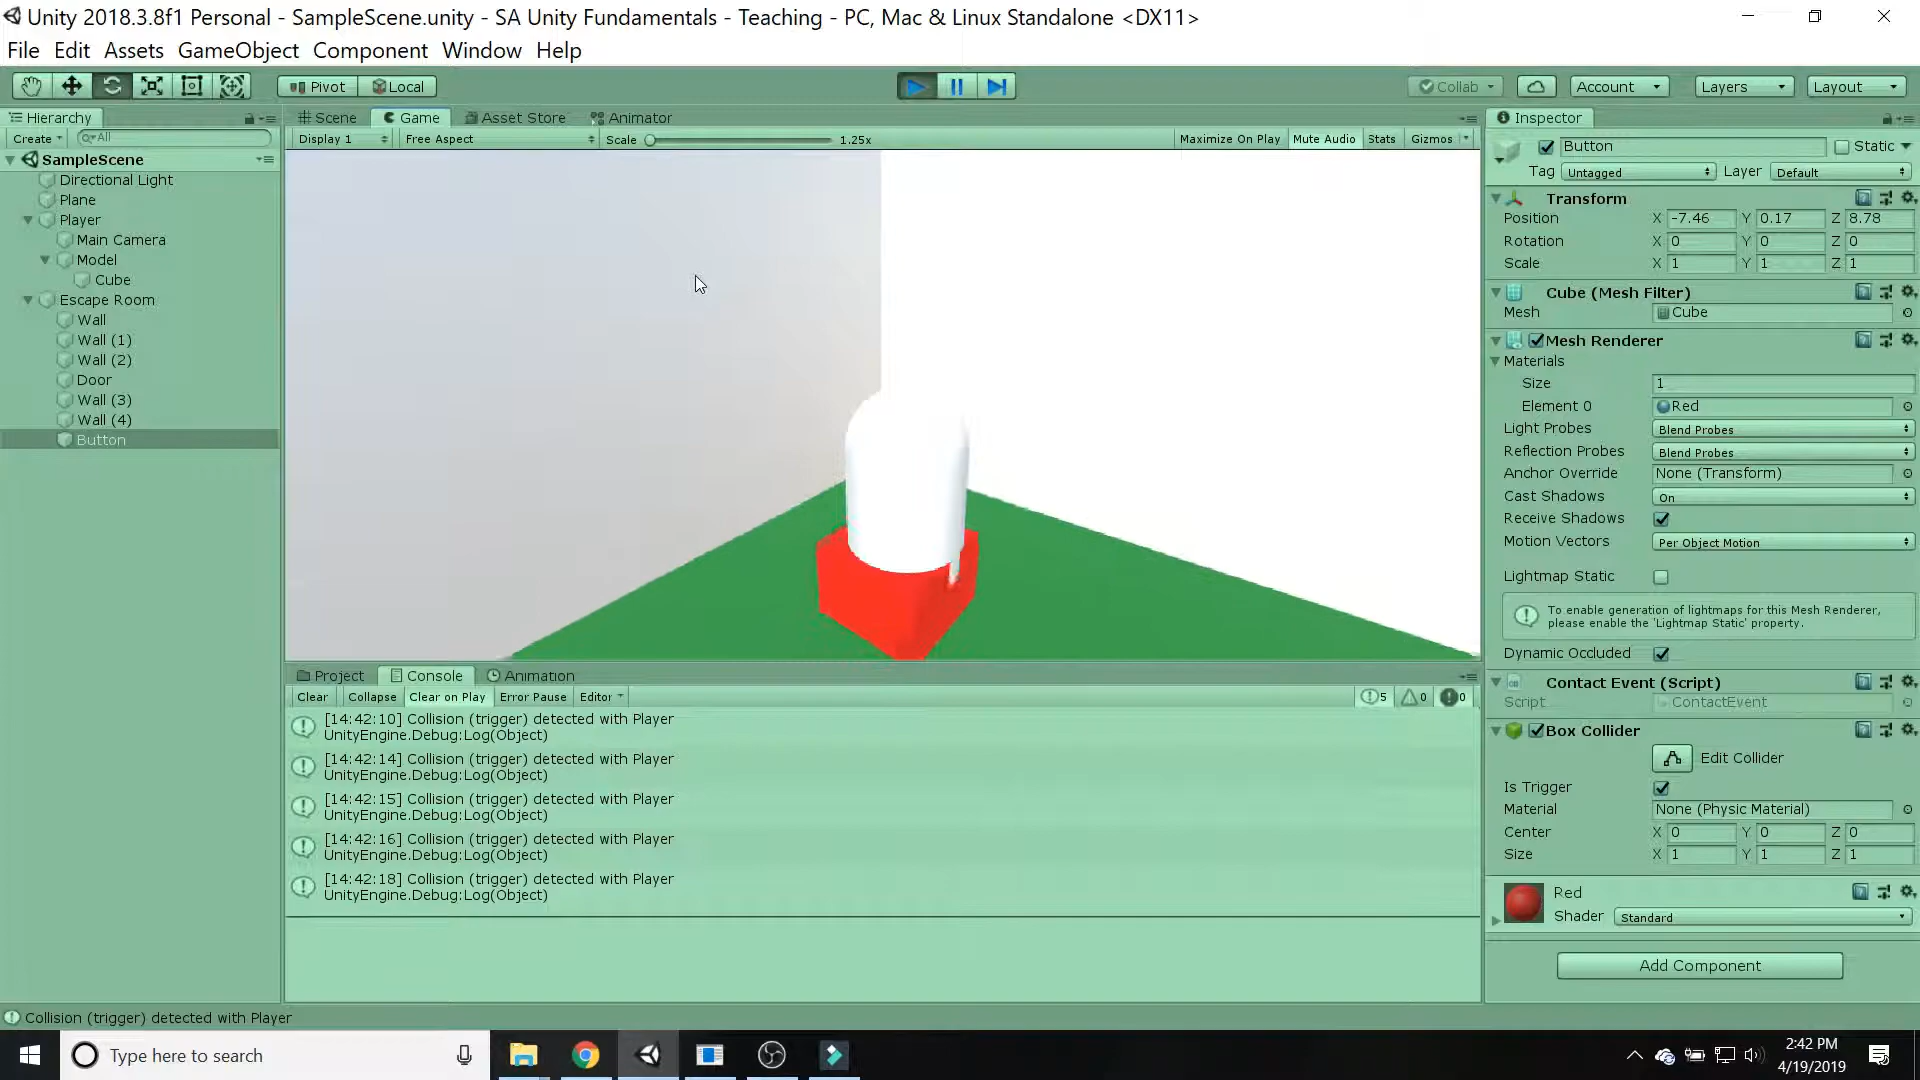 Unity 2018.3.8f1 Personal - SampleScene.unity - SA Unity Fundamentals - Teaching - PC, Mac & Linux Standalone <DX11>
File Edit Assets GameObject Component Window Help
Pivot Local Collab Account Layers Layout
Hierarchy
Create All
SampleScene
Directional Light
Plane
Player
Main Camera
Model
Cube
Escape Room
Wall
Wall (1)
Wall (2)
Door
Wall (3)
Wall (4)
Button
Scene Game Asset Store Animator
Display 1 Free Aspect Scale 1.25x Maximize On Play Mute Audio Stats Gizmos
Project Console Animation
Clear Collapse Clear on Play Error Pause Editor 5 0 0
[14:42:10] Collision (trigger) detected with Player
UnityEngine.Debug:Log(Object)
[14:42:14] Collision (trigger) detected with Player
UnityEngine.Debug:Log(Object)
[14:42:15] Collision (trigger) detected with Player
UnityEngine.Debug:Log(Object)
[14:42:16] Collision (trigger) detected with Player
UnityEngine.Debug:Log(Object)
[14:42:18] Collision (trigger) detected with Player
UnityEngine.Debug:Log(Object)
Inspector
Button Static
Tag Untagged Layer Default
Transform
Position X -7.46 Y 0.17 Z 8.78
Rotation X 0 Y 0 Z 0
Scale X 1 Y 1 Z 1
Cube (Mesh Filter)
Mesh Cube
Mesh Renderer
Materials
Size 1
Element 0 Red
Light Probes Blend Probes
Reflection Probes Blend Probes
Anchor Override None (Transform)
Cast Shadows On
Receive Shadows
Motion Vectors Per Object Motion
Lightmap Static
To enable generation of lightmaps for this Mesh Renderer,
please enable the 'Lightmap Static' property.
Dynamic Occluded
Contact Event (Script)
Script ContactEvent
Box Collider
Edit Collider
Is Trigger
Material None (Physic Material)
Center X 0 Y 0 Z 0
Size X 1 Y 1 Z 1
Red
Shader Standard
Add Component
Collision (trigger) detected with Player
Type here to search
2:42 PM
4/19/2019